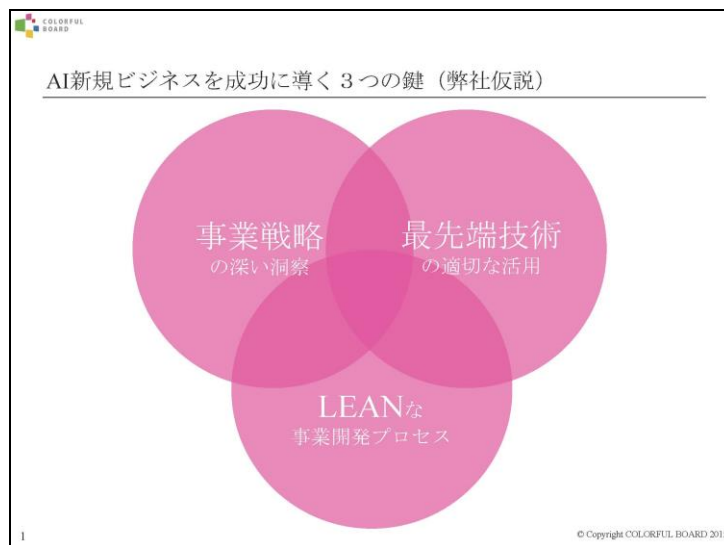 COLORFUL
BOARD
AI新規ビジネスを成功に導く３つの鍵（弊社仮説）
事業戦略
の深い洞察
最先端技術
の適切な活用
LEANな
事業開発プロセス
1
© Copyright COLORFUL BOARD 201